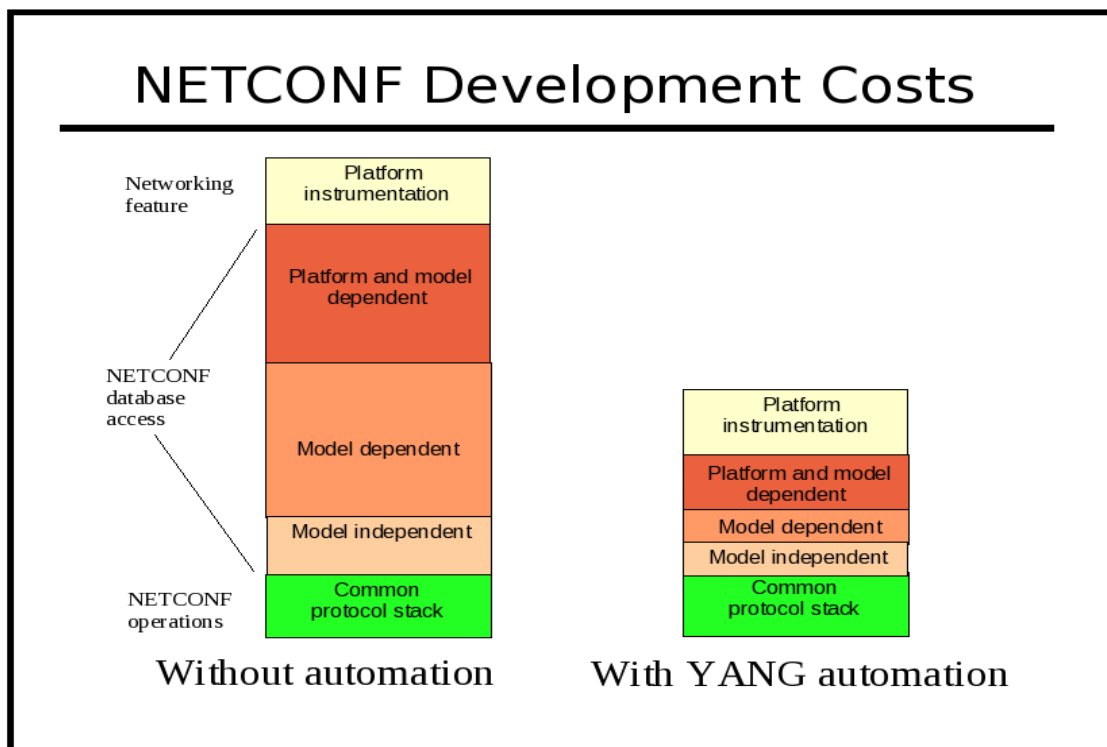 NETCONF Development Costs
Networking
feature
NETCONF
database
access
NETCONF
operations
Platform
instrumentation
Platform and model
dependent
Model dependent
Model independent
Common
protocol stack
Without automation
Platform
instrumentation
Platform and model
dependent
Model dependent
Model independent
Common
protocol stack
With YANG automation